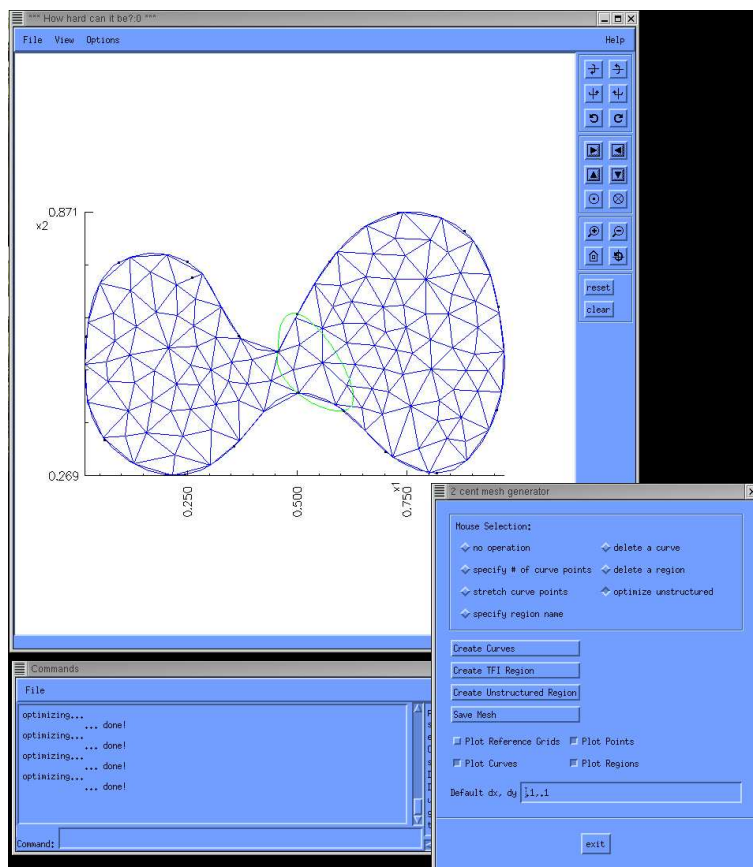 *** How hard can it be?:0 ***
File View Options Help
reset
clear
0.871
x2
0.269
0.250
0.500
x1
0.750
2 cent mesh generator
Mouse Selection:
no operation
delete a curve
specify # of curve points
delete a region
stretch curve points
optimize unstructured
specify region name
Create Curves
Create TFI Region
Create Unstructured Region
Save Mesh
Plot Reference Grids
Plot Points
Plot Curves
Plot Regions
Default dx, dy
exit
Commands
File
optimizing...
... done!
optimizing...
... done!
optimizing...
... done!
optimizing...
... done!
Command: